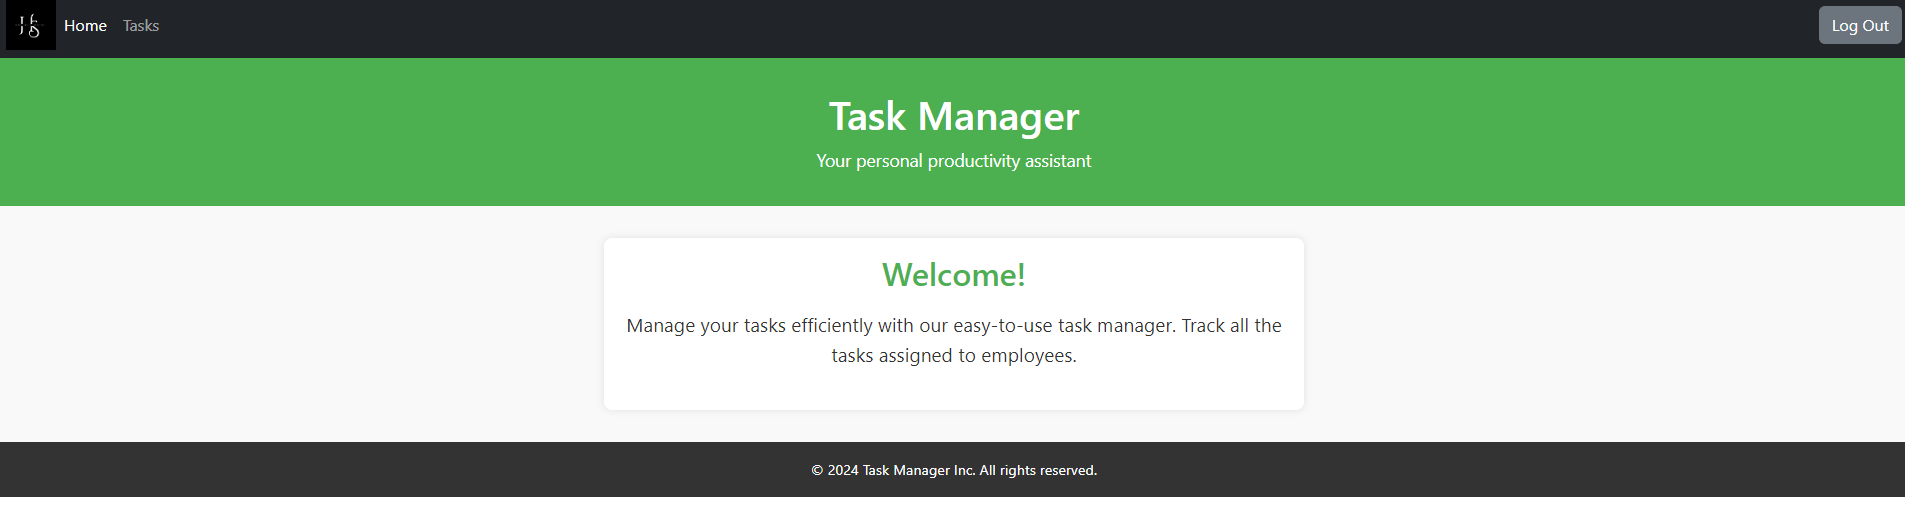 Home Tasks Log Out
Task Manager
Your personal productivity assistant
Welcome!
Manage your tasks efficiently with our easy-to-use task manager. Track all the
tasks assigned to employees.
© 2024 Task Manager Inc. All rights reserved.